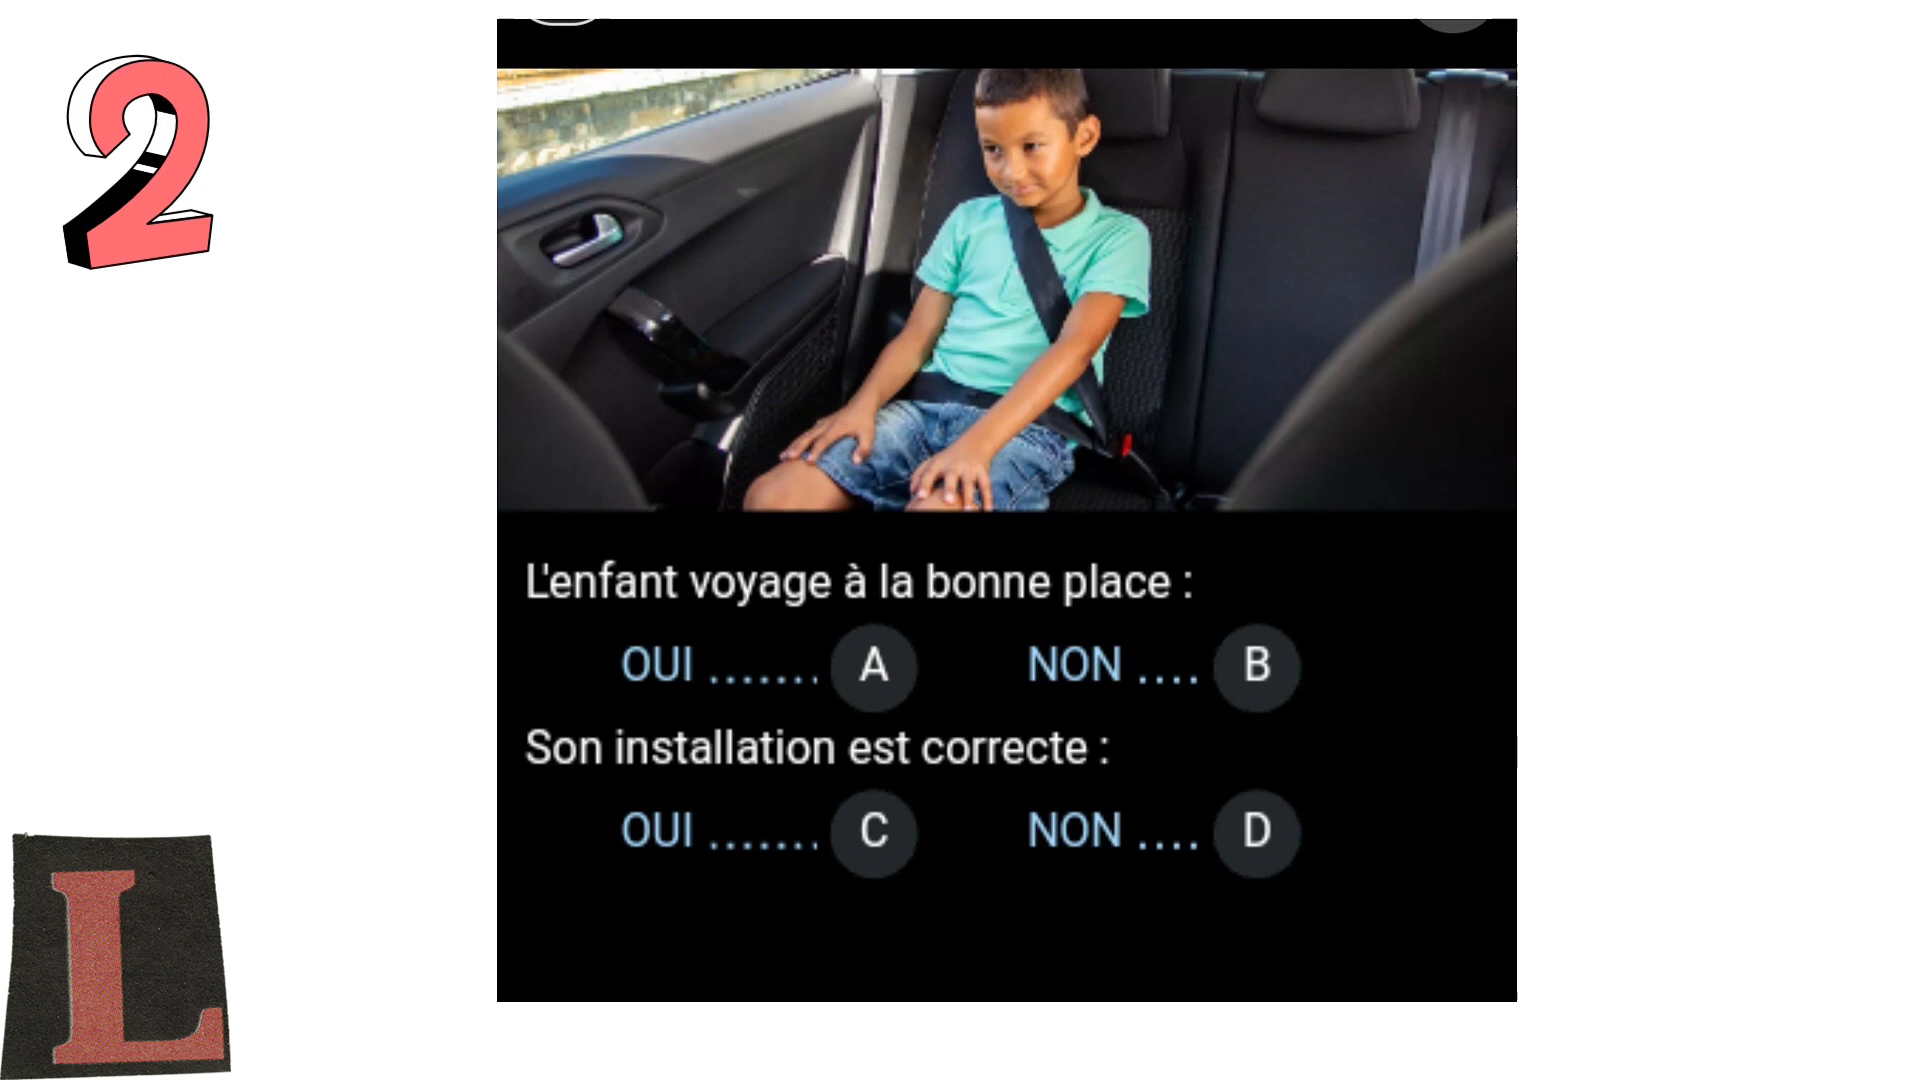 2
L'enfant voyage à la bonne place :
OUI ....... A NON .... B
Son installation est correcte :
OUI ....... C NON .... D
L